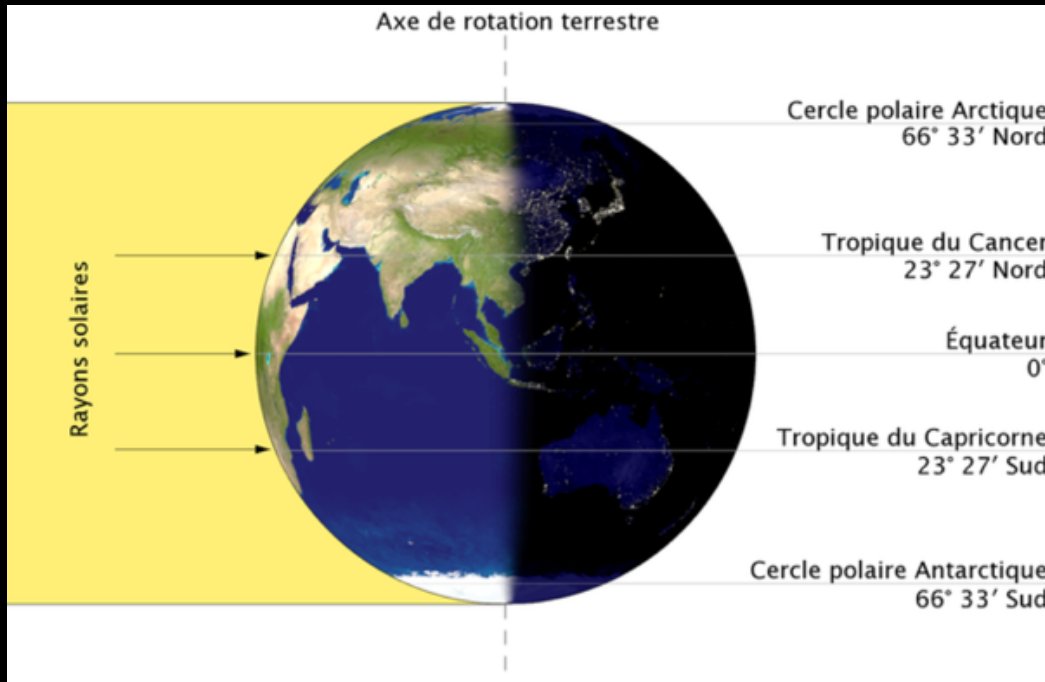 Axe de rotation terrestre
Cercle polaire Arctique
66° 33′ Nord
Tropique du Cancer
23° 27′ Nord
Rayons solaires
Équateur
0°
Tropique du Capricorne
23° 27′ Sud
Cercle polaire Antarctique
66° 33′ Sud